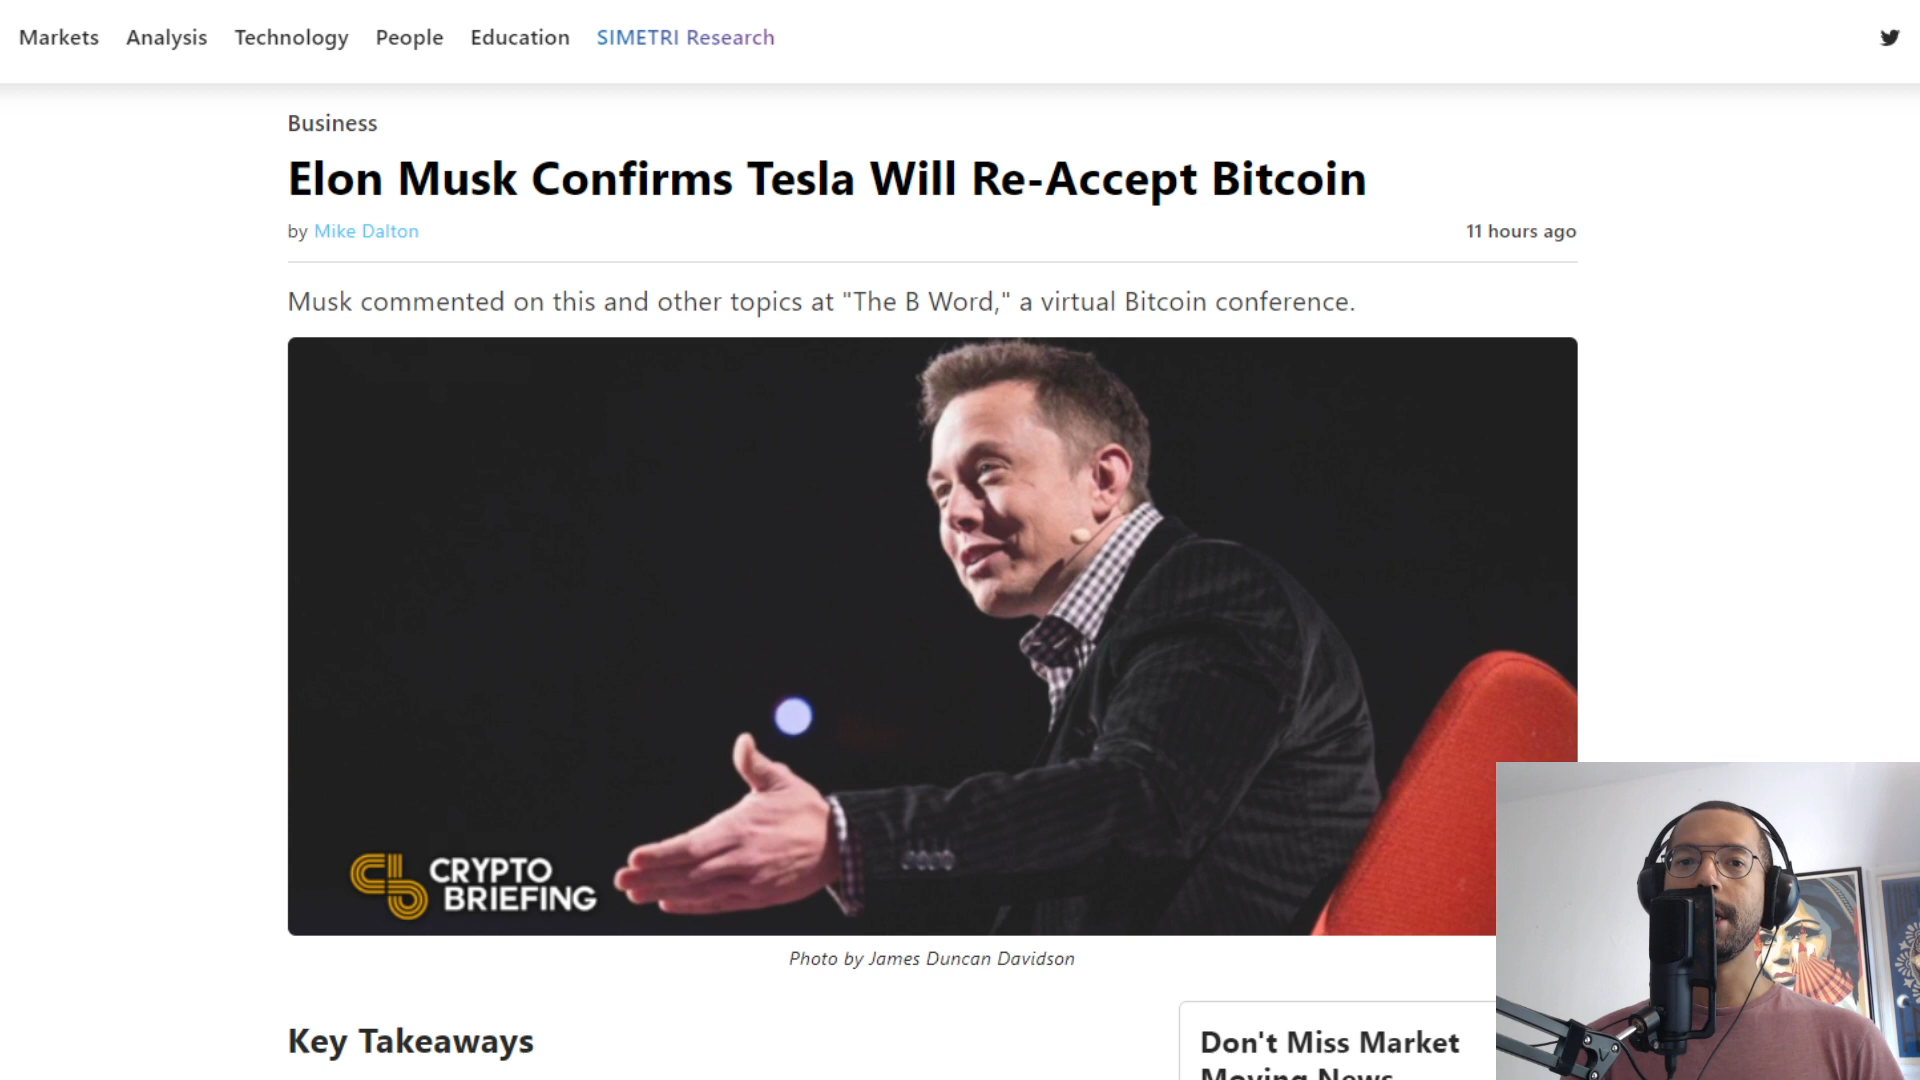 Markets Analysis Technology People Education SIMETRI Research
Business
Elon Musk Confirms Tesla Will Re-Accept Bitcoin
by Mike Dalton
11 hours ago
Musk commented on this and other topics at "The B Word," a virtual Bitcoin conference.
CRYPTO
BRIEFING
Photo by James Duncan Davidson
Key Takeaways
Don't Miss Market
Moving News